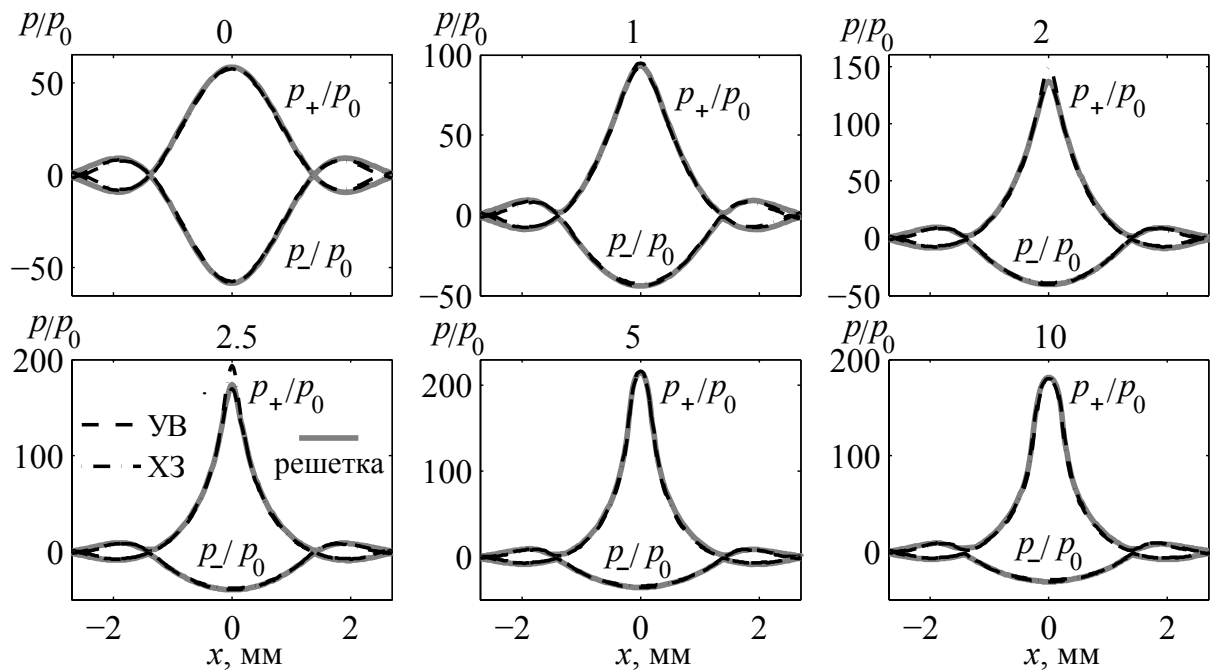 p/p₀ 0 1 p/p₀ 2
50 0 −50 p₊/p₀ p₋/p₀
100 50 0 −50 p₊/p₀ p₋/p₀
150 100 50 0 −50 p₊/p₀ p₋/p₀
−2 0 2
p/p₀ 2.5 p/p₀ 5 p/p₀ 10
200 100 0 p₊/p₀ p₋/p₀
УВ
ХЗ
решетка
−2 0 2
x, мм
200 100 0 p₊/p₀ p₋/p₀
−2 0 2
x, мм
200 100 0 p₊/p₀ p₋/p₀
−2 0 2
x, мм